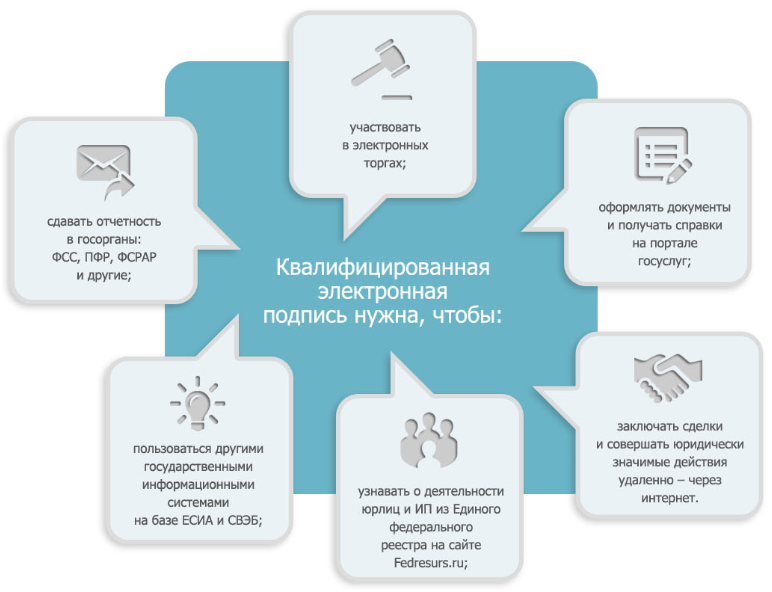 Квалифицированная
электронная
подпись нужна, чтобы:
участвовать
в электронных
торгах;
оформлять документы
и получать справки
на портале
госуслуг;
заключать сделки
и совершать юридически
значимые действия
удаленно – через
интернет.
узнавать о деятельности
юрлиц и ИП из Единого
федерального
реестра на сайте
Fedresurs.ru;
пользоваться другими
государственными
информационными
системами
на базе ЕСИА и СВЭБ;
сдавать отчетность
в госорганы:
ФСС, ПФР, ФСРАР
и другие;